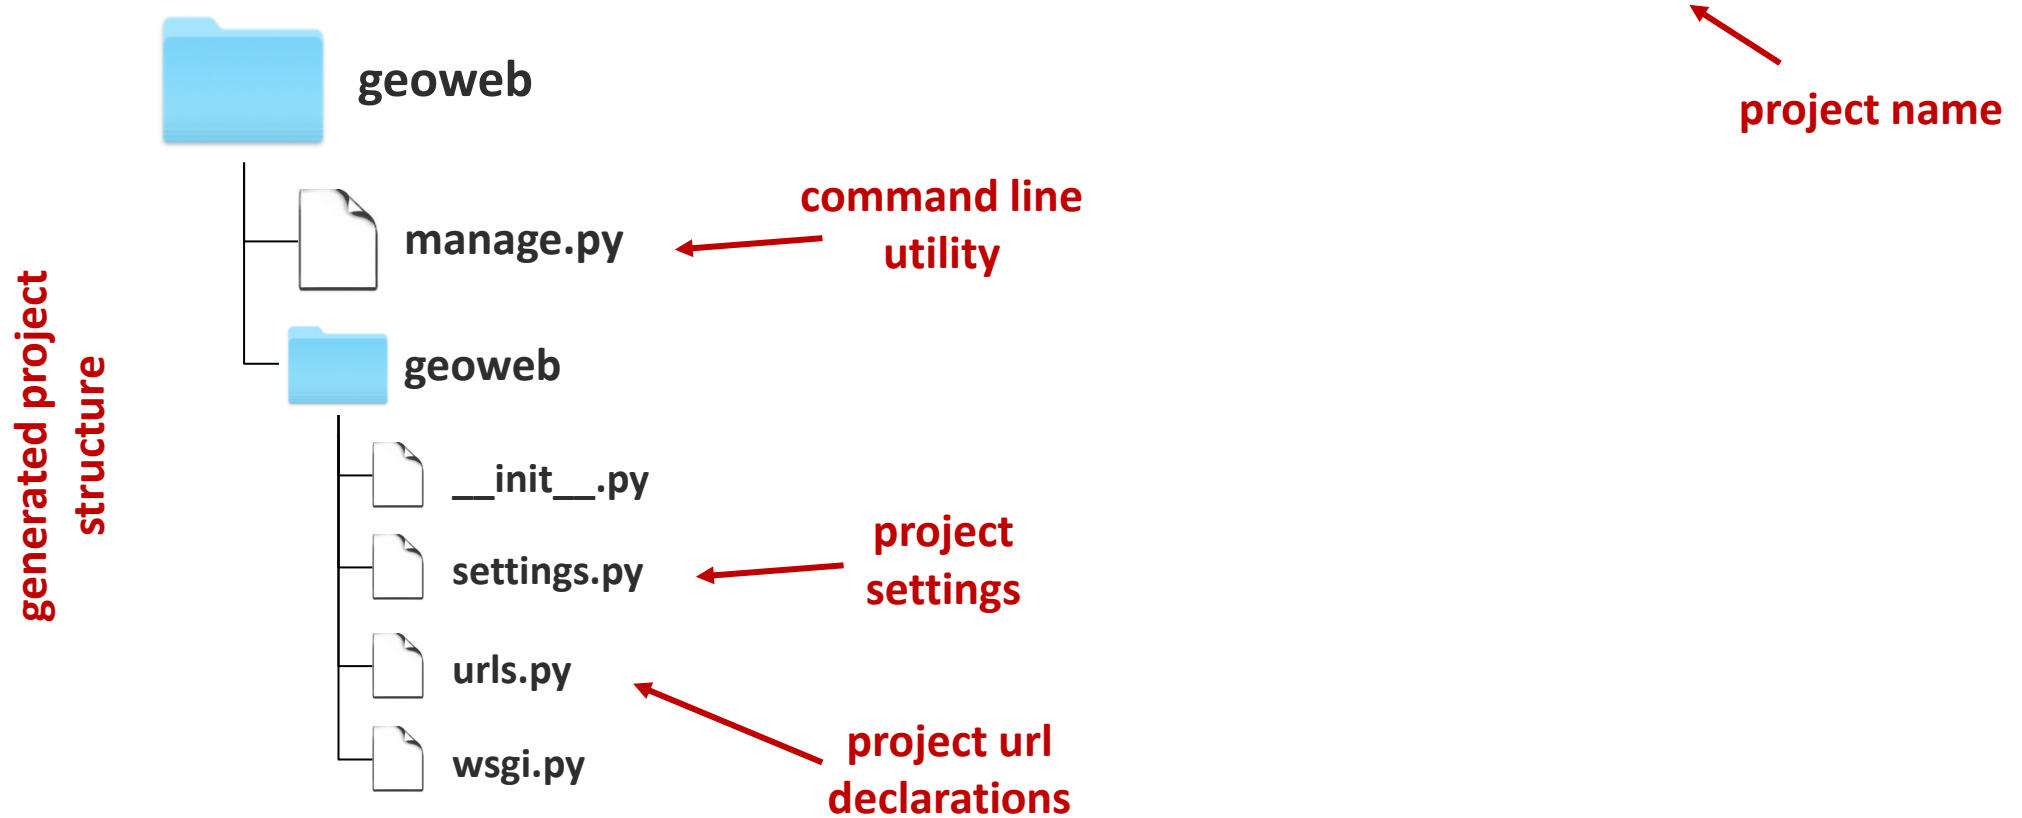 geoweb
project name
command line
utility
manage.py
generated project
structure
geoweb
__init__.py
project
settings
settings.py
urls.py
project url
declarations
wsgi.py